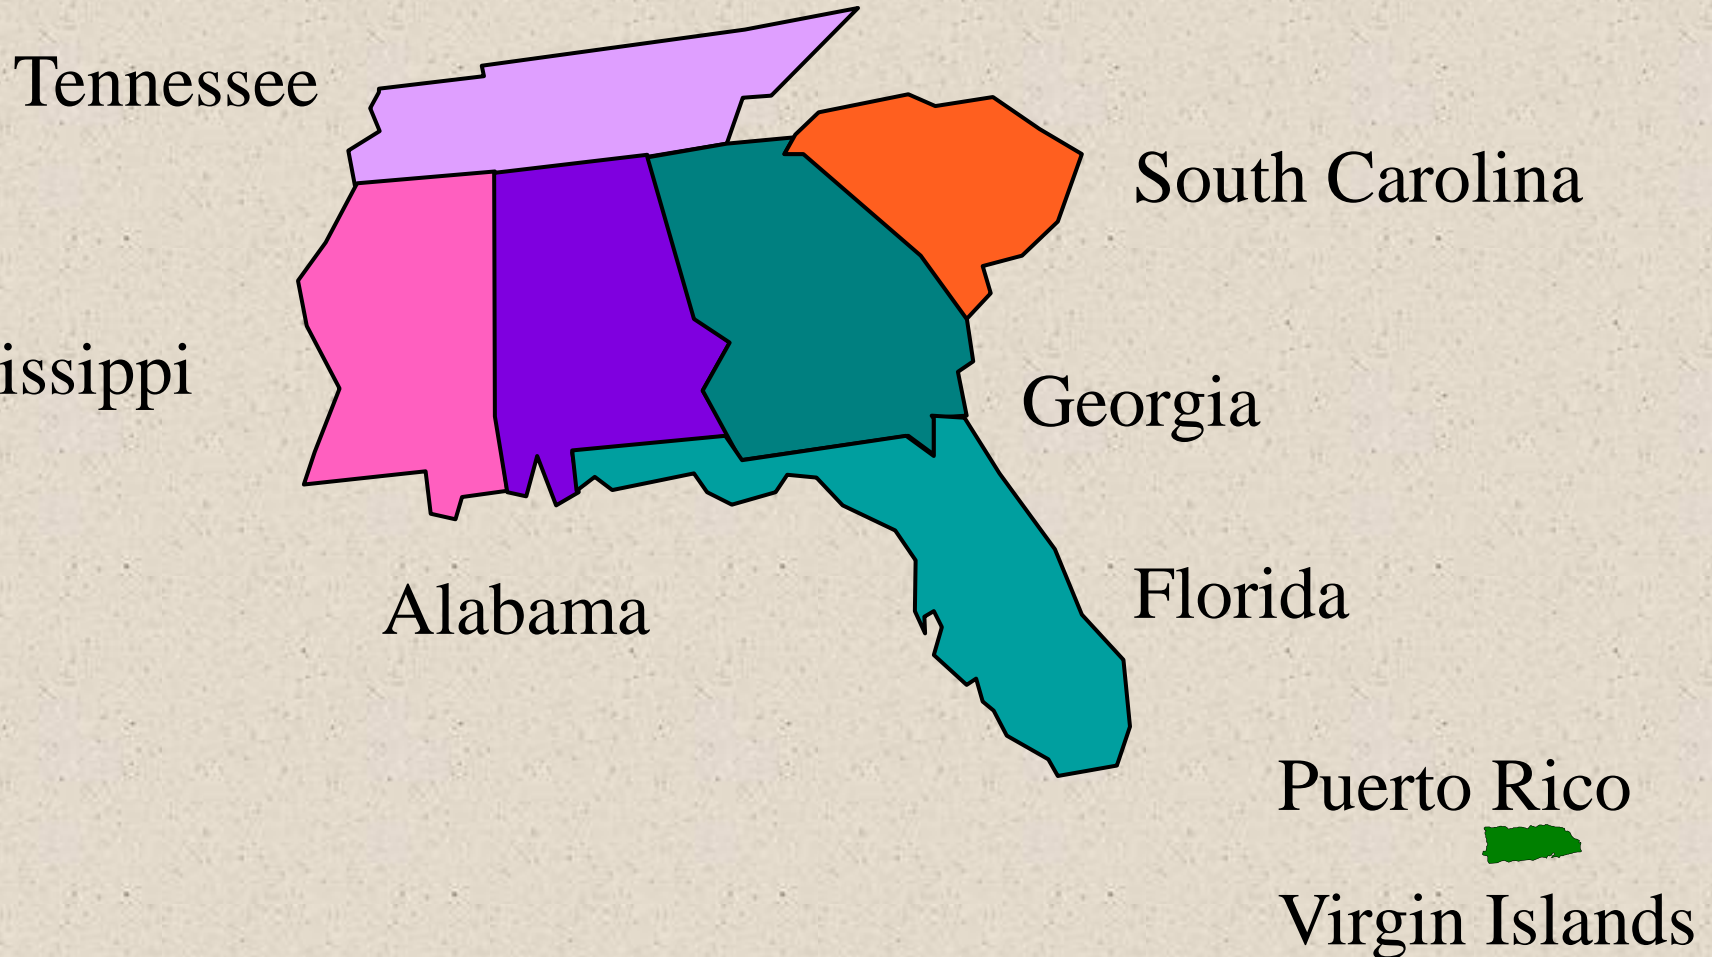 Tennessee
South Carolina
issippi
Georgia
Florida
Alabama
Puerto Rico
Virgin Islands